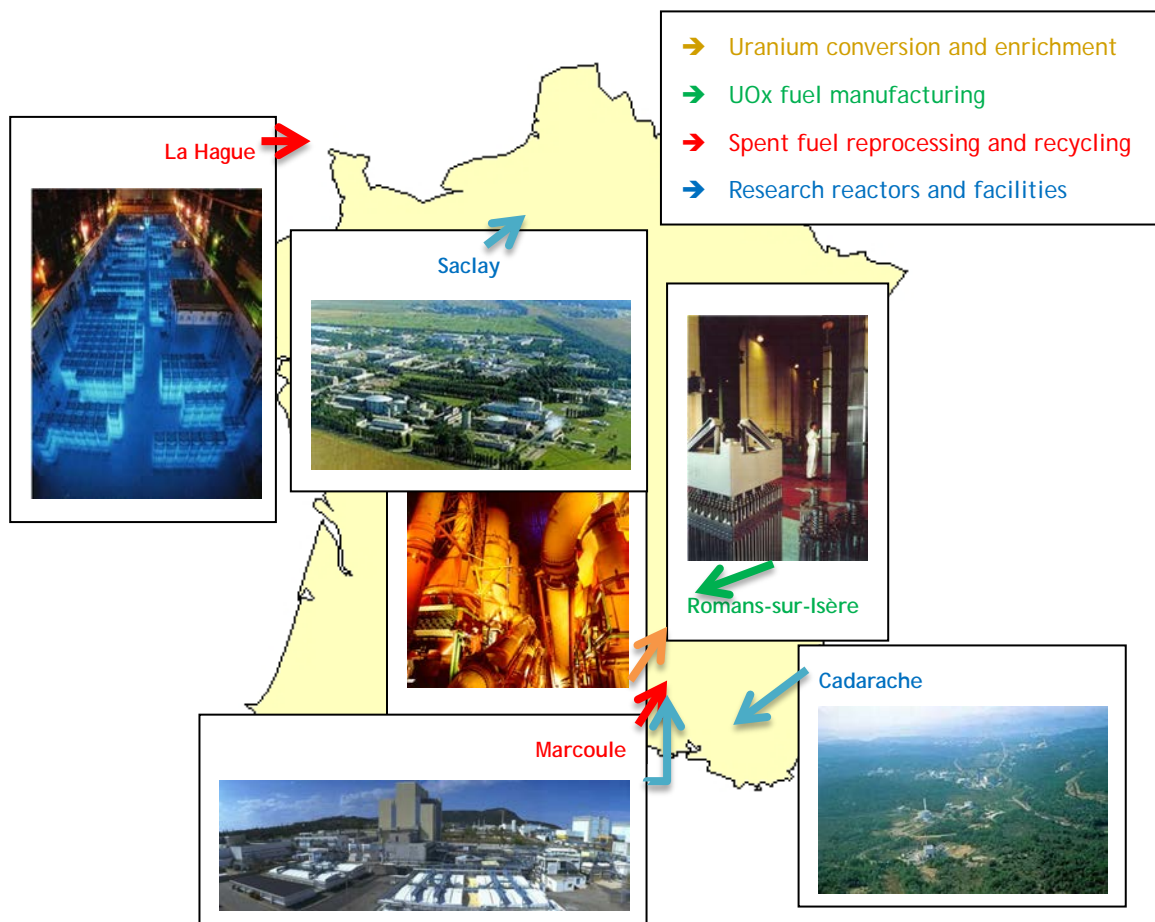 ➔ Uranium conversion and enrichment
➔ UOx fuel manufacturing
➔ Spent fuel reprocessing and recycling
➔ Research reactors and facilities
La Hague
Saclay
Romans-sur-Isère
Cadarache
Marcoule